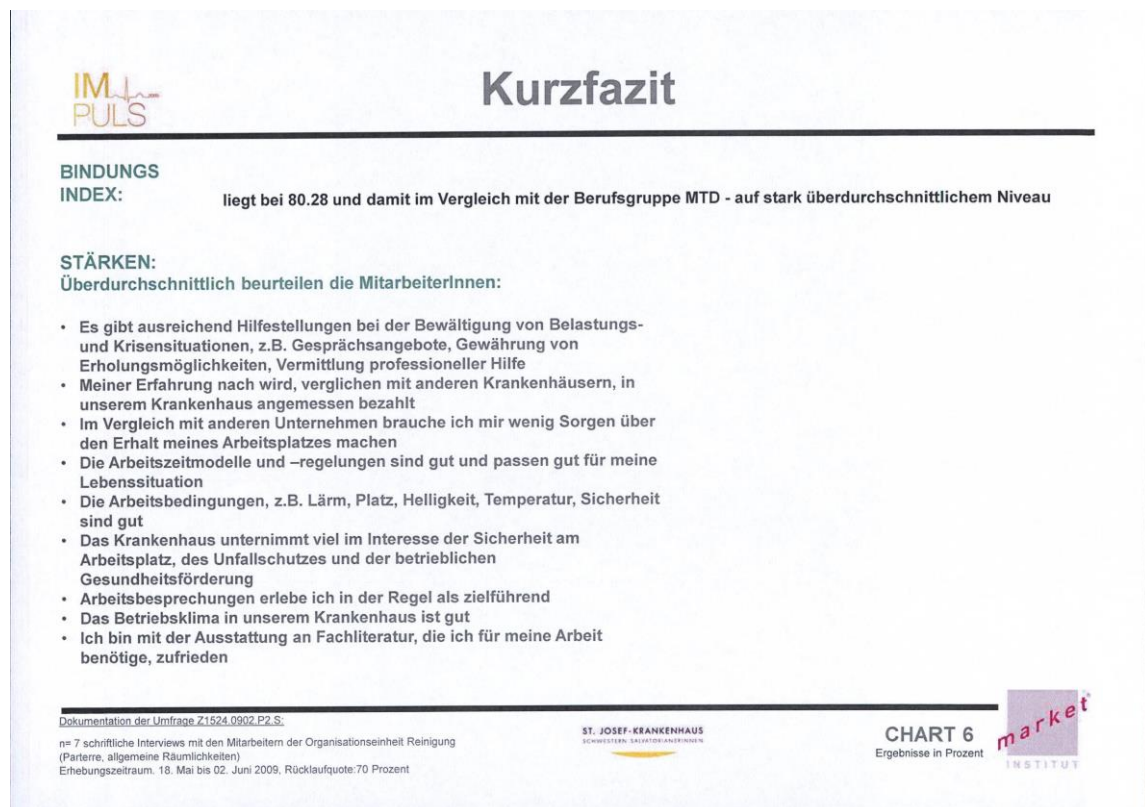 IM
PULS
Kurzfazit
BINDUNGS
INDEX:
liegt bei 80.28 und damit im Vergleich mit der Berufsgruppe MTD - auf stark überdurchschnittlichem Niveau
STÄRKEN:
Überdurchschnittlich beurteilen die MitarbeiterInnen:
• Es gibt ausreichend Hilfestellungen bei der Bewältigung von Belastungs-
und Krisensituationen, z.B. Gesprächsangebote, Gewährung von
Erholungsmöglichkeiten, Vermittlung professioneller Hilfe
• Meiner Erfahrung nach wird, verglichen mit anderen Krankenhäusern, in
unserem Krankenhaus angemessen bezahlt
• Im Vergleich mit anderen Unternehmen brauche ich mir wenig Sorgen über
den Erhalt meines Arbeitsplatzes machen
• Die Arbeitszeitmodelle und –regelungen sind gut und passen gut für meine
Lebenssituation
• Die Arbeitsbedingungen, z.B. Lärm, Platz, Helligkeit, Temperatur, Sicherheit
sind gut
• Das Krankenhaus unternimmt viel im Interesse der Sicherheit am
Arbeitsplatz, des Unfallschutzes und der betrieblichen
Gesundheitsförderung
• Arbeitsbesprechungen erlebe ich in der Regel als zielführend
• Das Betriebsklima in unserem Krankenhaus ist gut
• Ich bin mit der Ausstattung an Fachliteratur, die ich für meine Arbeit
benötige, zufrieden
Dokumentation der Umfrage Z1524.0902.P2.S:
n= 7 schriftliche Interviews mit den Mitarbeitern der Organisationseinheit Reinigung
(Parterre, allgemeine Räumlichkeiten)
Erhebungszeitraum. 18. Mai bis 02. Juni 2009, Rücklaufquote:70 Prozent
ST. JOSEF-KRANKENHAUS
SCHWESTERN SALVATORIANERINNEN
CHART 6
Ergebnisse in Prozent
market
INSTITUT